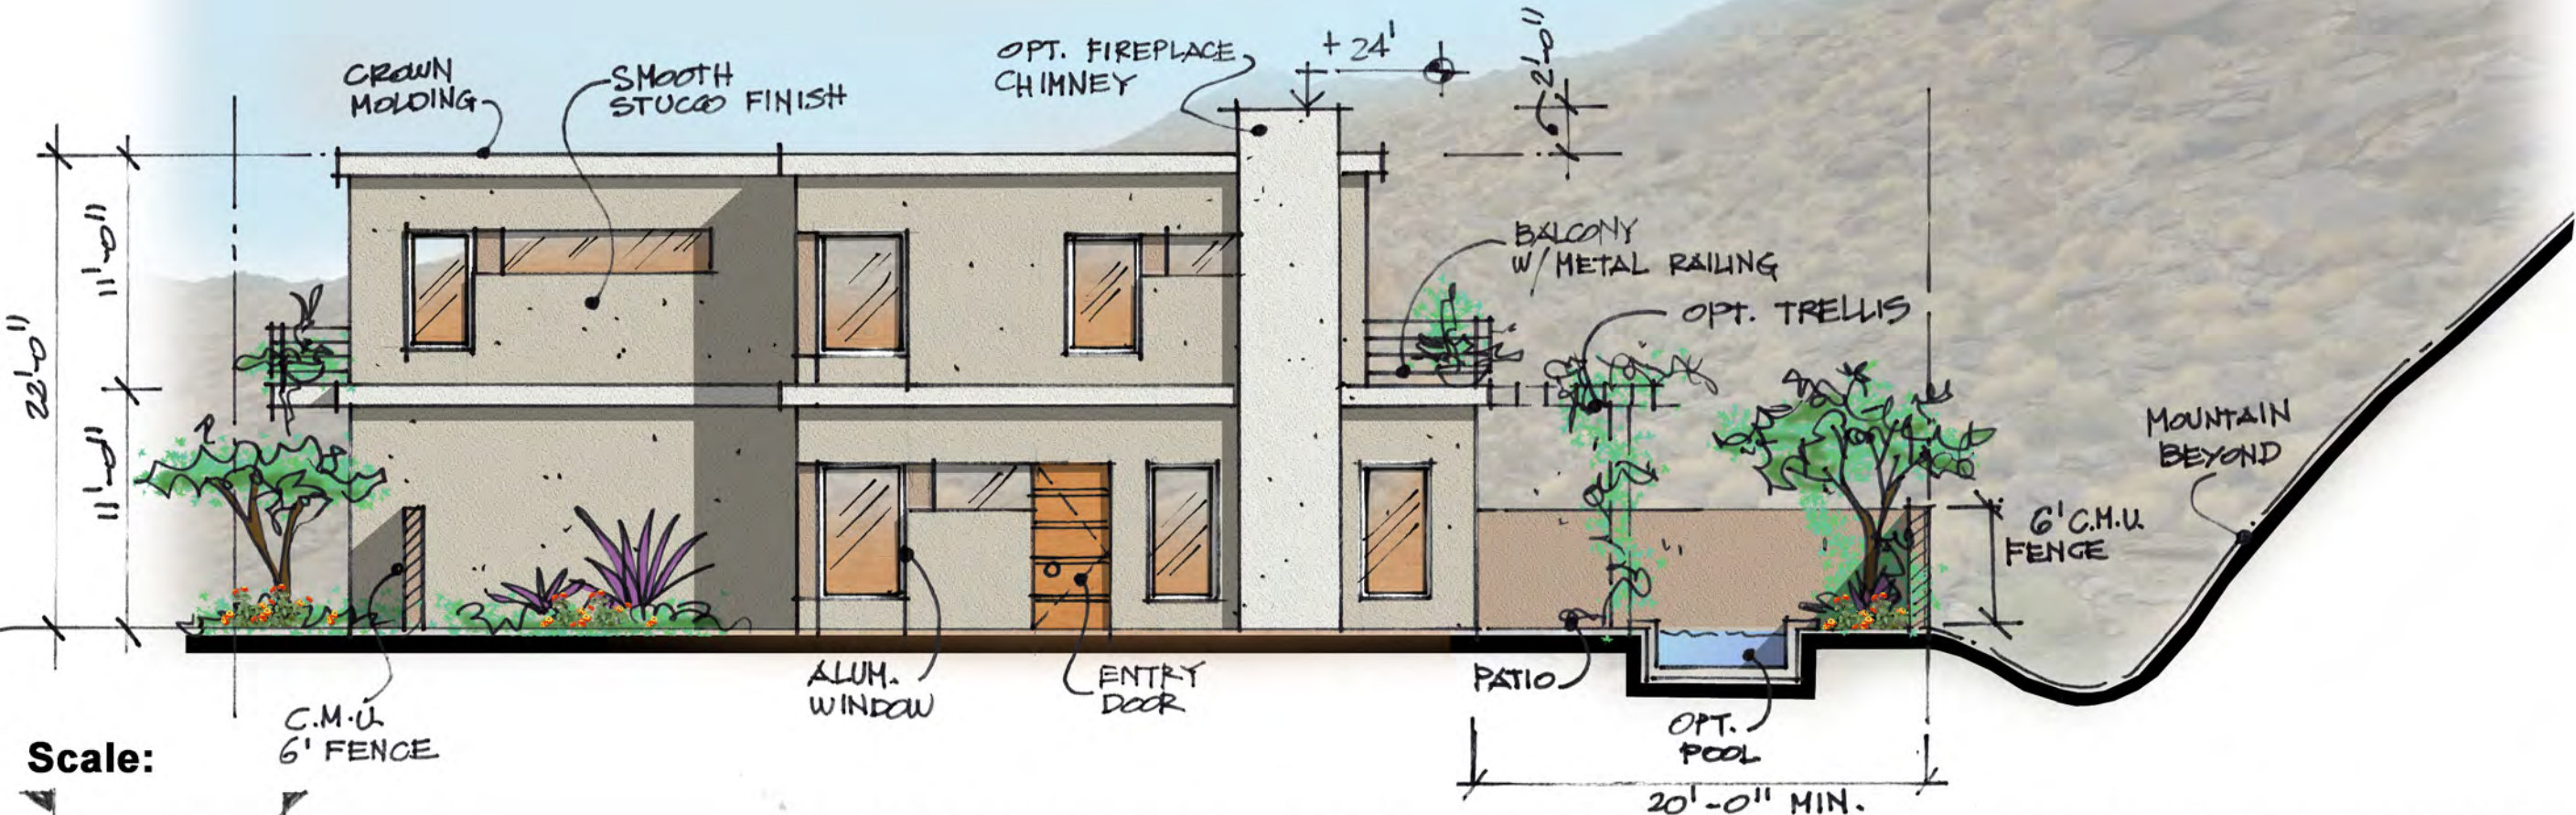 CROWN
MOLDING
SMOOTH
STUCCO FINISH
OPT. FIREPLACE
CHIMNEY
+ 24'
2'-0"
11'-0"
22'-0"
11'-0"
BALCONY
W/ METAL RAILING
OPT. TRELLIS
MOUNTAIN
BEYOND
6' C.M.U.
FENCE
C.M.U.
6' FENCE
ALUM.
WINDOW
ENTRY
DOOR
PATIO
OPT.
POOL
20'-0" MIN.
Scale: